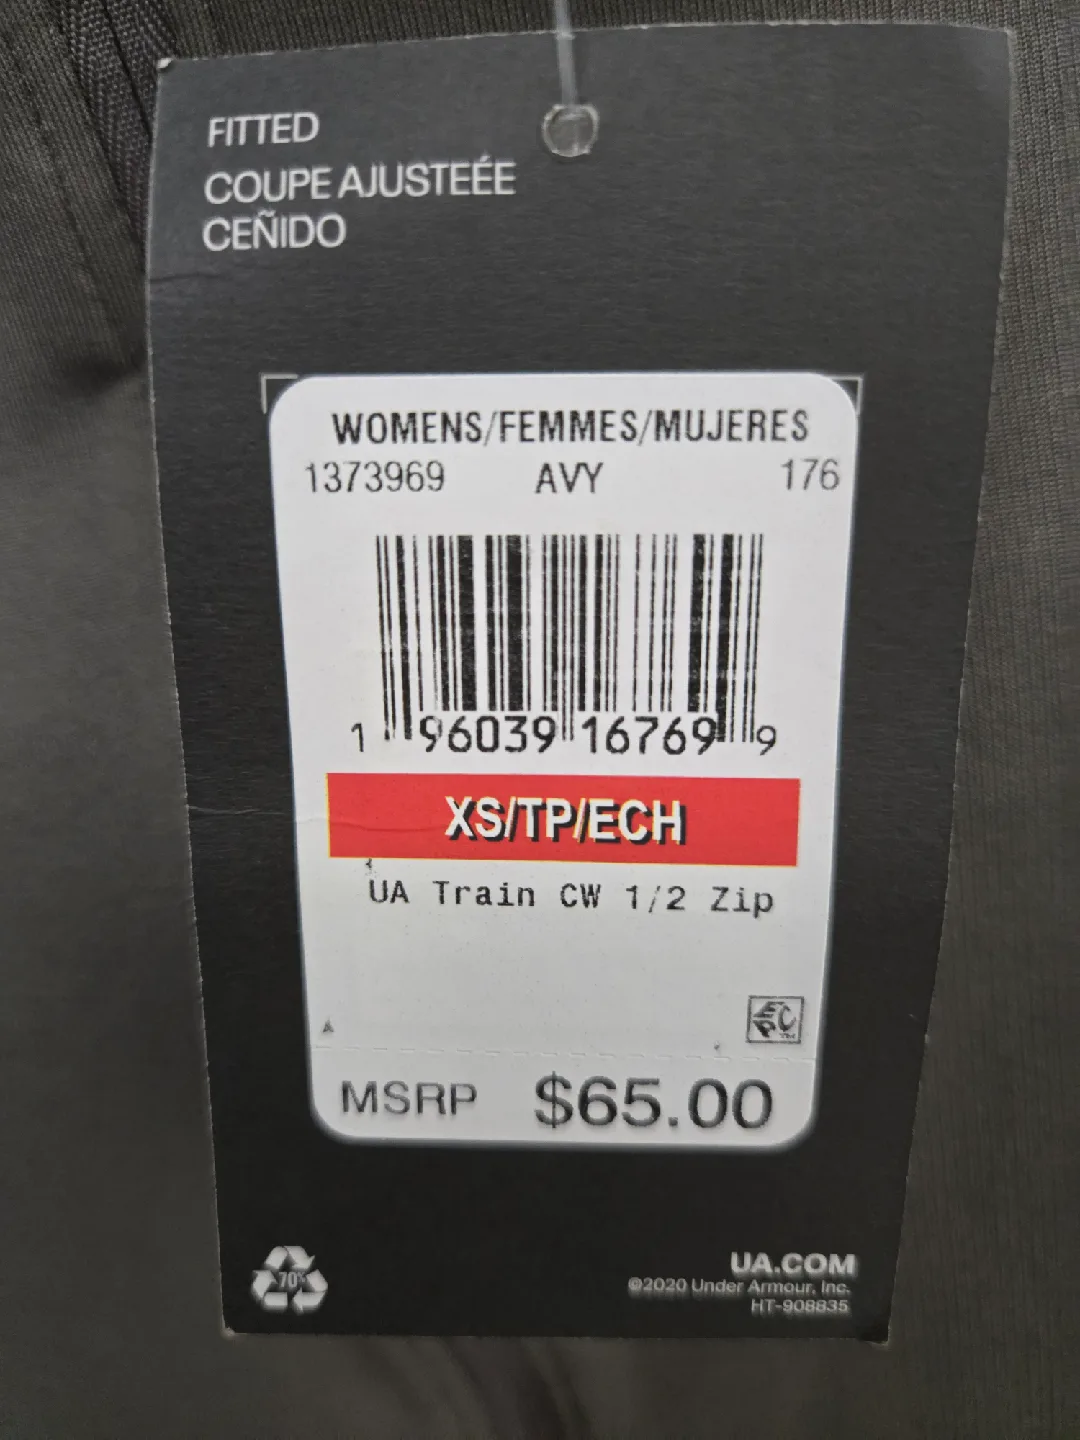 FITTED
COUPE AJUSTEÉE
CEÑIDO
WOMENS/FEMMES/MUJERES
1373969 AVY 176
1 96039 16769 9
XS/TP/ECH
UA Train CW 1/2 Zip
EPC
MSRP $65.00
70%
UA.COM
©2020 Under Armour, Inc.
HT-908835